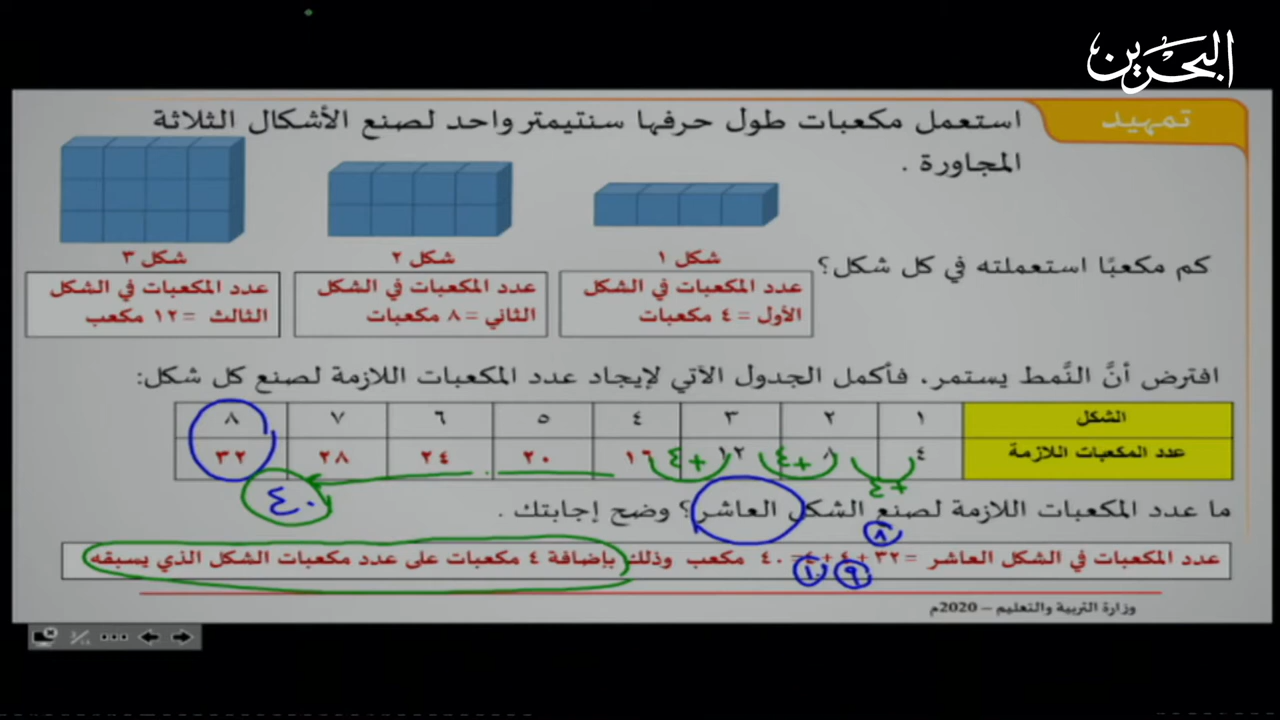 البحرين
تمهيد
استعمل مكعبات طول حرفها سنتيمتر واحد لصنع الأشكال الثلاثة
المجاورة .
شكل ١
شكل ٢
شكل ٣
كم مكعبًا استعملته في كل شكل؟
عدد المكعبات في الشكل
الأول = ٤ مكعبات
عدد المكعبات في الشكل
الثاني = ٨ مكعبات
عدد المكعبات في الشكل
الثالث = ١٢ مكعب
افترض أنَّ النَّمط يستمر، فأكمل الجدول الآتي لإيجاد عدد المكعبات اللازمة لصنع كل شكل:
الشكل ١ ٢ ٣ ٤ ٥ ٦ ٧ ٨
عدد المكعبات اللازمة ٤ ٨ ١٢ ١٦ ٢٠ ٢٤ ٢٨ ٣٢
+٤ +٤ +٤
٤٠
ما عدد المكعبات اللازمة لصنع الشكل العاشر؟ وضح إجابتك .
٨
عدد المكعبات في الشكل العاشر = ٣٢ + ٤ + ٤ = ٤٠ مكعب وذلك بإضافة ٤ مكعبات على عدد مكعبات الشكل الذي يسبقه
٩ ١٠
وزارة التربية والتعليم – 2020م